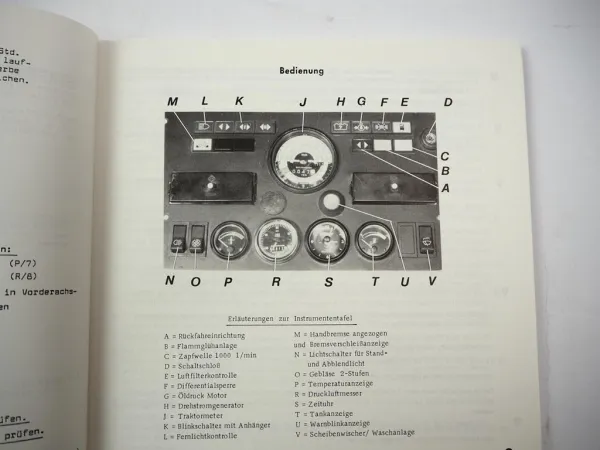 Std.
lauf-
arbe
ichen.
n:
(P/7)
(R/8)
in Vorderachs-
en
üfen.
prüfen.
Bedienung
M L K J H G F E D
C
B
A
N O P R S T U V
Erläuterungen zur Instrumententafel
A = Rückfahreinrichtung
B = Flammglühanlage
C = Zapfwelle 1000 1/min
D = Schaltschloß
E = Luftfilterkontrolle
F = Differentialsperre
G = Öldruck Motor
H = Drehstromgenerator
J = Traktormeter
K = Blinkschalter mit Anhänger
L = Fernlichtkontrolle
M = Handbremse angezogen
und Bremsverschleißanzeige
N = Lichtschalter für Stand-
und Abblendlicht
O = Gebläse 2-Stufen
P = Temperaturanzeige
R = Druckluftmesser
S = Zeituhr
T = Tankanzeige
U = Warnblinkanzeige
V = Scheibenwischer/ Waschanlage